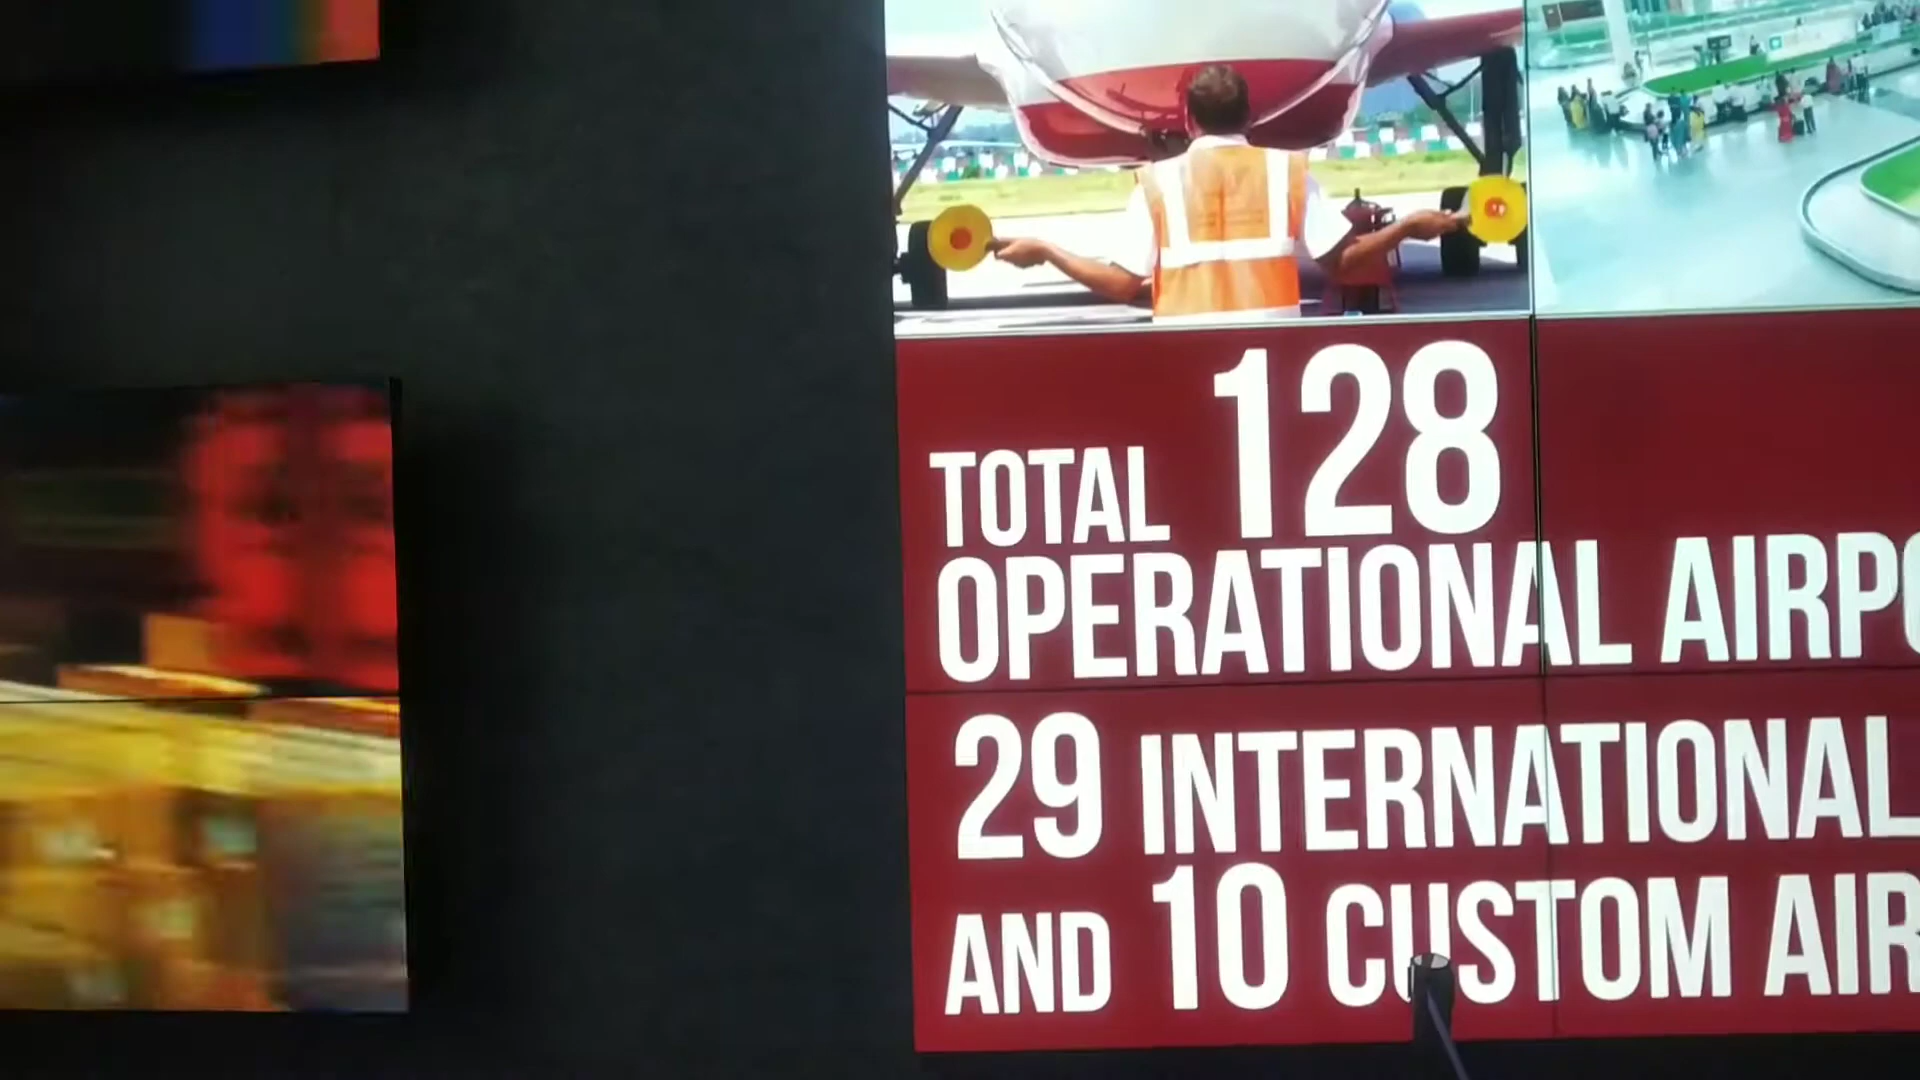 TOTAL 128
OPERATIONAL AIRPO
29 INTERNATIONAL
AND 10 CUSTOM AIR